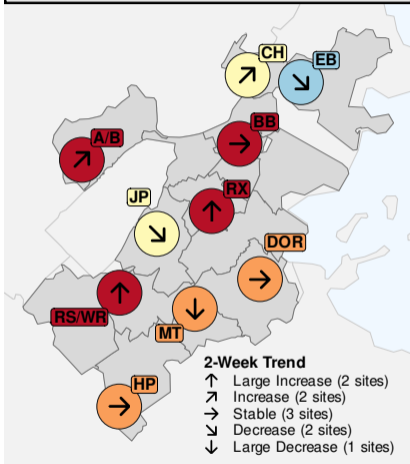 CH
EB
BB
A/B
RX
JP
DOR
RS/WR
MT
HP
2-Week Trend
↑ Large Increase (2 sites)
↗ Increase (2 sites)
→ Stable (3 sites)
↘ Decrease (2 sites)
↓ Large Decrease (1 sites)